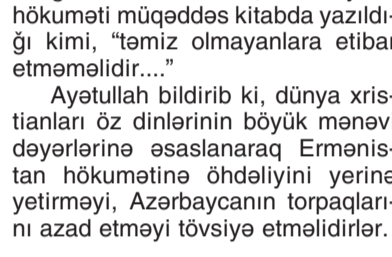 hökuməti müqəddəs kitabda yazıldı-
ğı kimi, “təmiz olmayanlara etibar
etməməlidir....”
Ayətullah bildirib ki, dünya xris-
tianları öz dinlərinin böyük mənəv
dəyərlərinə əsaslanaraq Ermənis-
tan hökumətinə öhdəliyini yerinə
yetirməyi, Azərbaycanın torpaqları-
nı azad etməyi tövsiyə etməlidirlər.